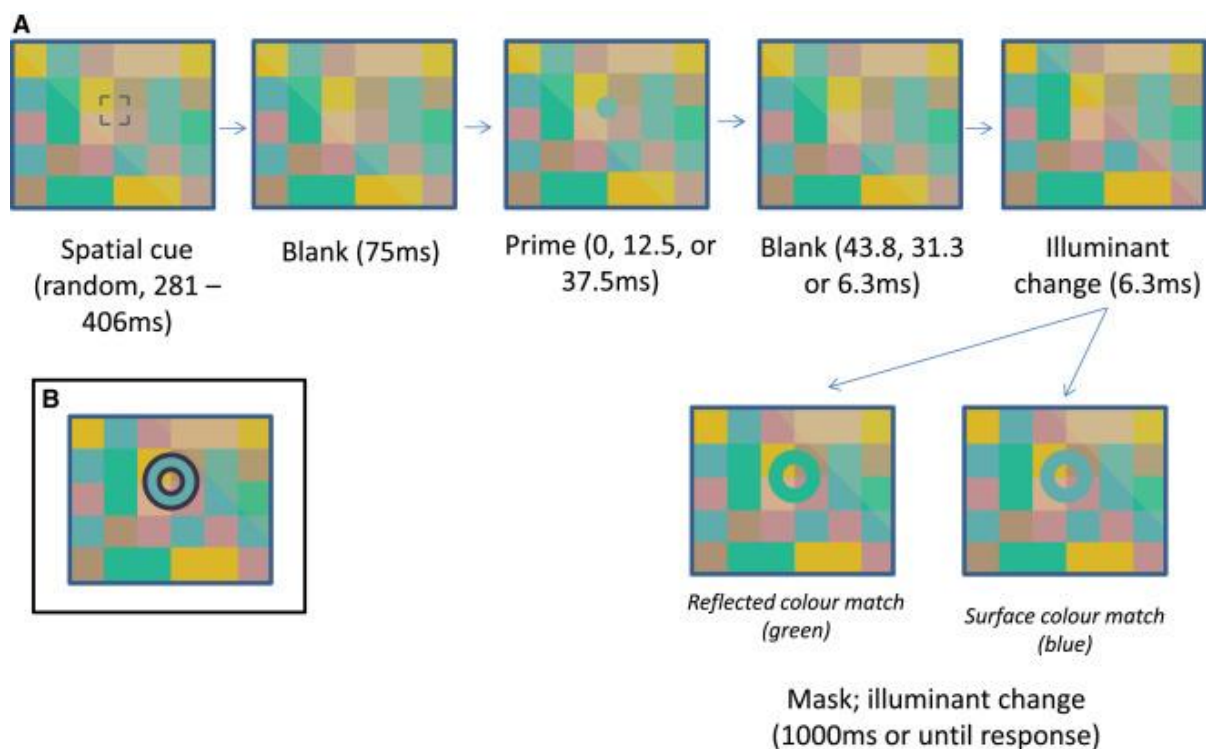 A
Spatial cue
(random, 281 –
406ms)
Blank (75ms)
Prime (0, 12.5, or
37.5ms)
Blank (43.8, 31.3
or 6.3ms)
Illuminant
change (6.3ms)
B
Reflected colour match
(green)
Surface colour match
(blue)
Mask; illuminant change
(1000ms or until response)